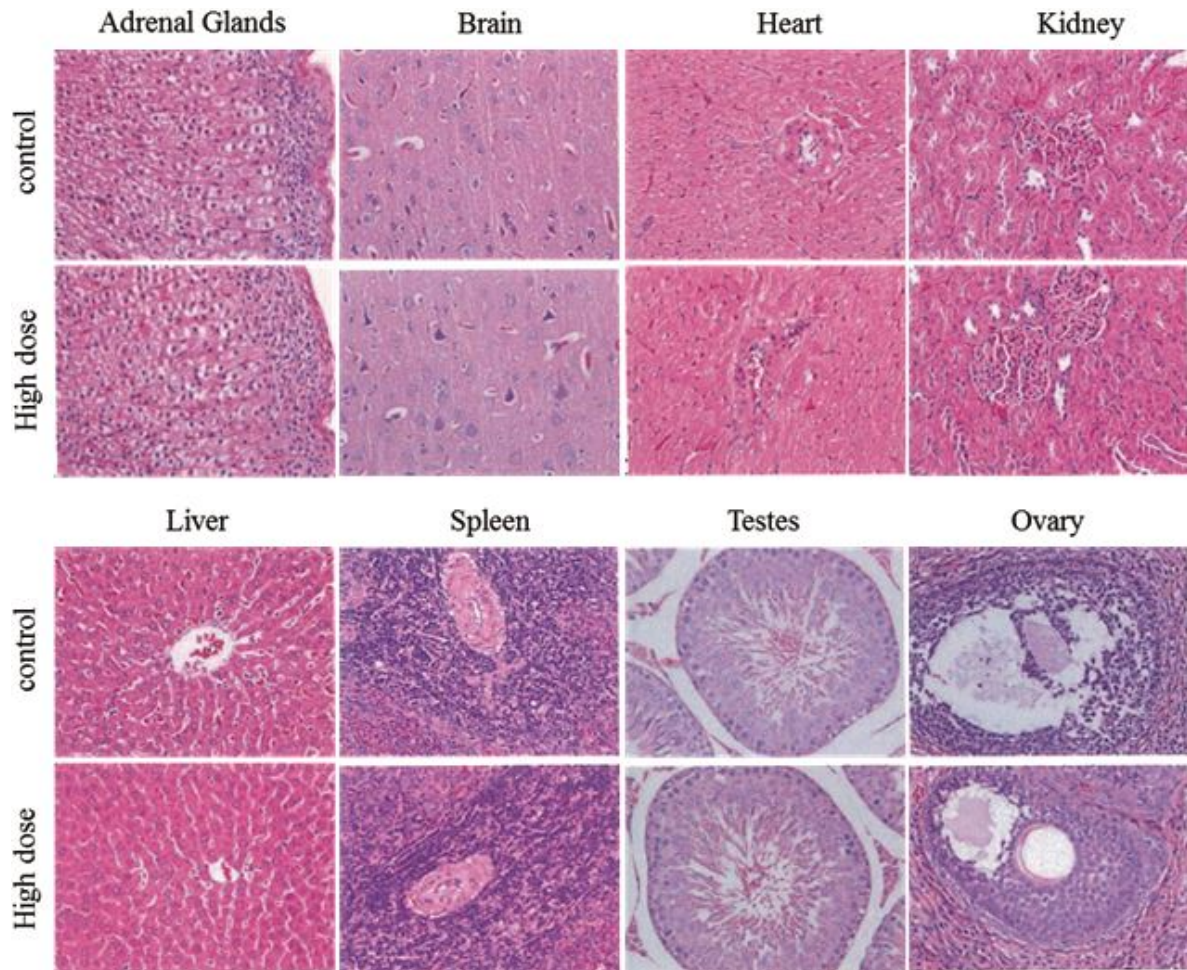 Adrenal Glands Brain Heart Kidney
control
High dose
Liver Spleen Testes Ovary
control
High dose